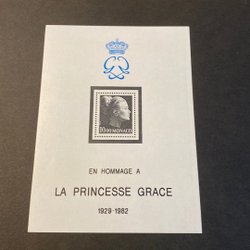 10.00 MONACO
EN HOMMAGE A
LA PRINCESSE GRACE
1929-1982